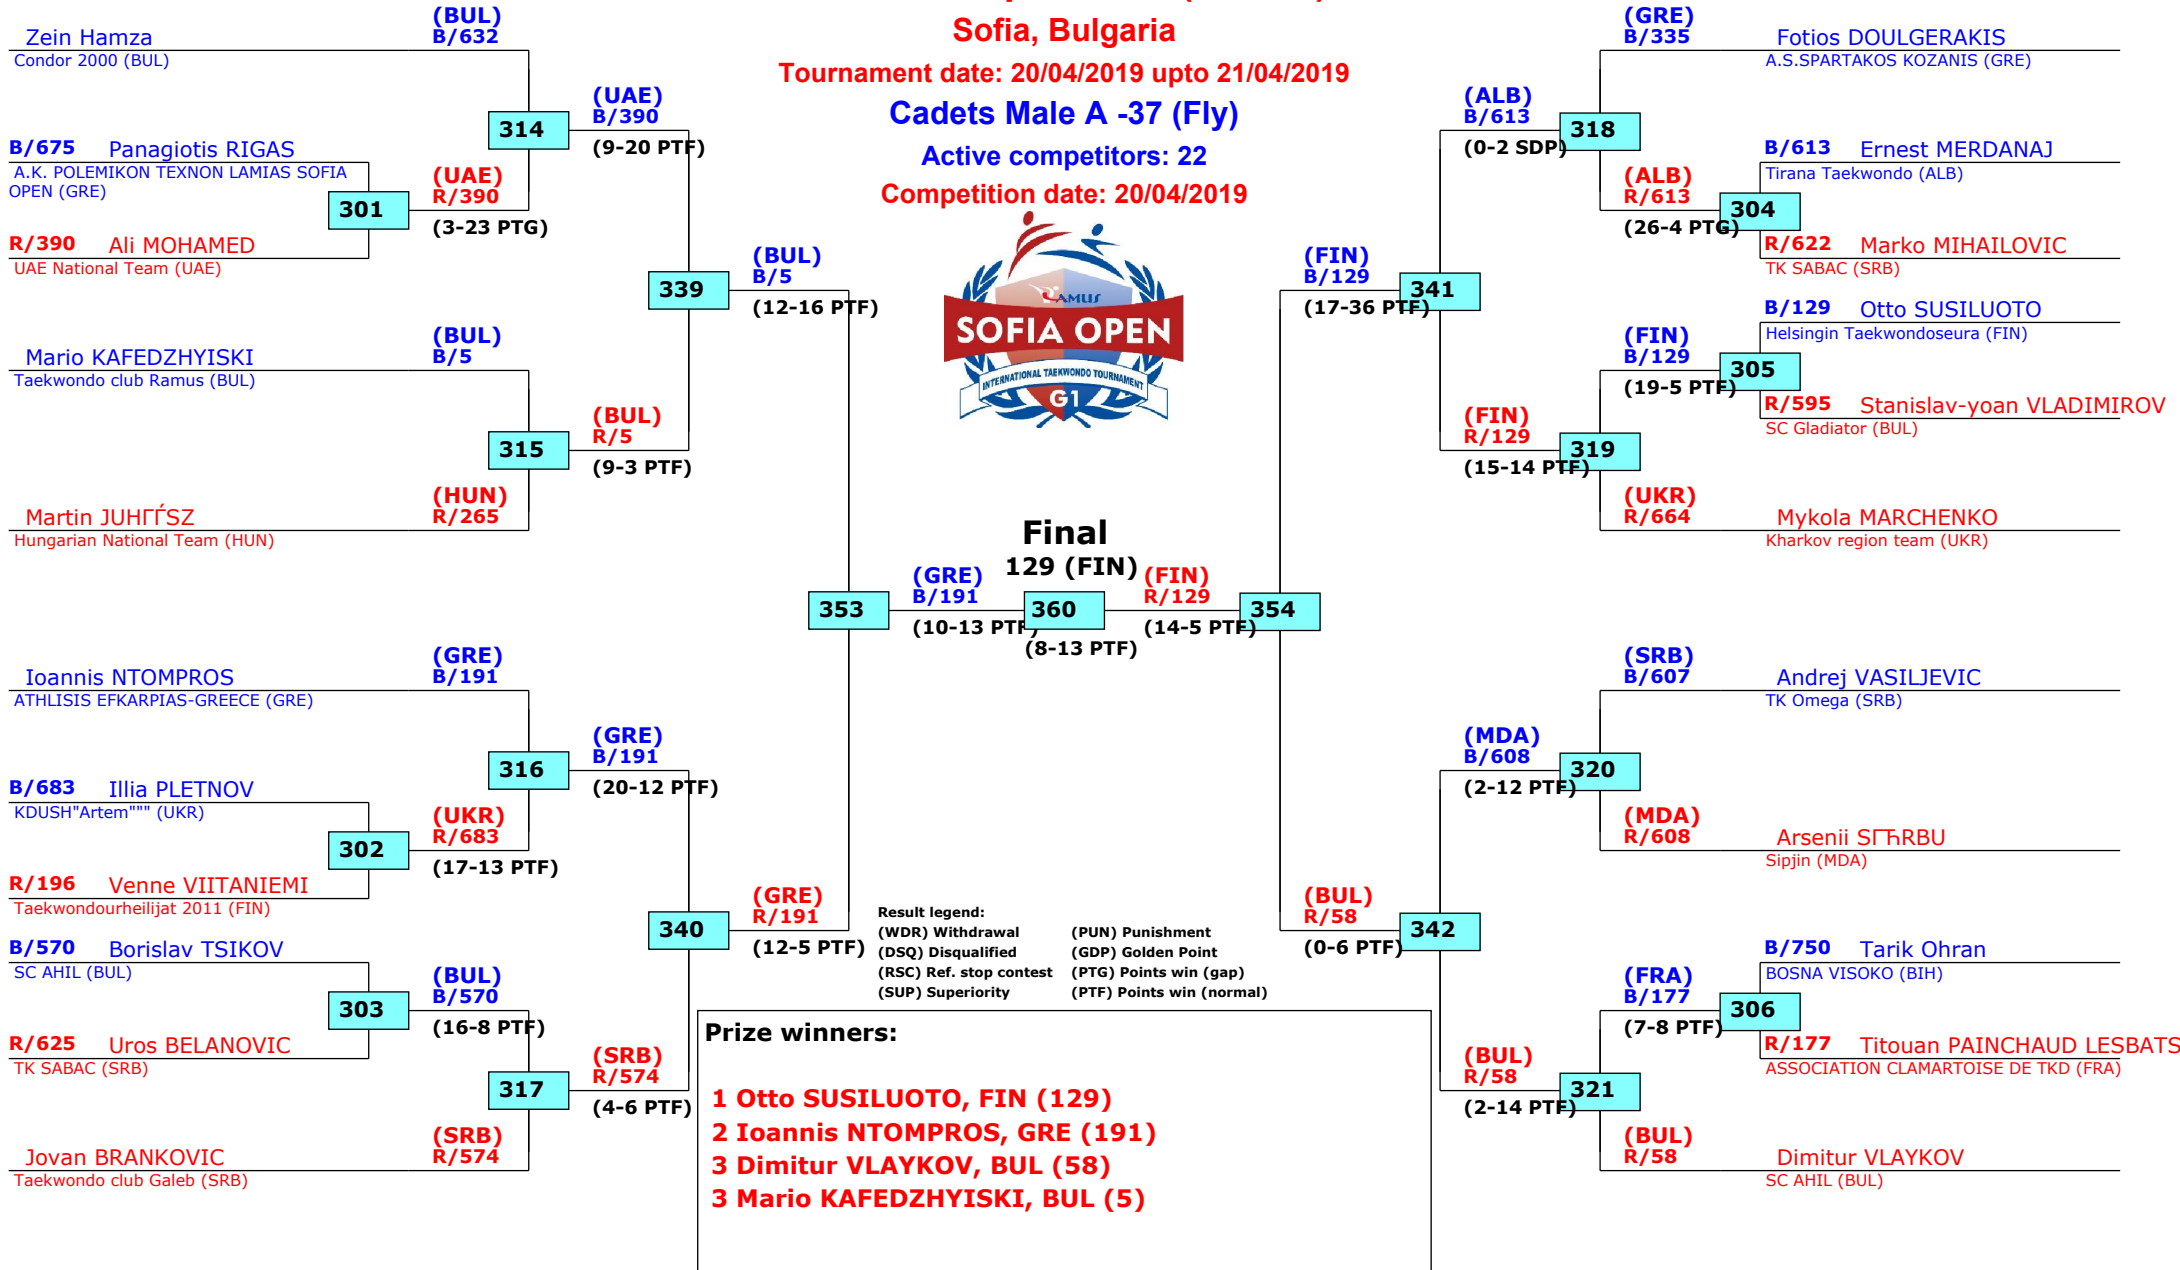 Sofia, Bulgaria
Tournament date: 20/04/2019 upto 21/04/2019
Cadets Male A -37 (Fly)
Active competitors: 22
Competition date: 20/04/2019
RAMUS
SOFIA OPEN
INTERNATIONAL TAEKWONDO TOURNAMENT
G1
(BUL)
Zein Hamza B/632
Condor 2000 (BUL)
B/675 Panagiotis RIGAS
A.K. POLEMIKON TEXNON LAMIAS SOFIA
OPEN (GRE)
301
(UAE)
R/390
(3-23 PTG)
R/390 Ali MOHAMED
UAE National Team (UAE)
314
(UAE)
B/390
(9-20 PTF)
(BUL)
Mario KAFEDZHYISKI B/5
Taekwondo club Ramus (BUL)
315
(BUL)
R/5
(9-3 PTF)
(HUN)
Martin JUHГЃSZ R/265
Hungarian National Team (HUN)
339
(BUL)
B/5
(12-16 PTF)
(GRE)
Ioannis NTOMPROS B/191
ATHLISIS EFKARPIAS-GREECE (GRE)
316
(GRE)
B/191
(20-12 PTF)
B/683 Illia PLETNOV
KDUSH"Artem""" (UKR)
302
(UKR)
R/683
(17-13 PTF)
R/196 Venne VIITANIEMI
Taekwondourheilijat 2011 (FIN)
340
(GRE)
R/191
(12-5 PTF)
B/570 Borislav TSIKOV
SC AHIL (BUL)
303
(BUL)
B/570
(16-8 PTF)
R/625 Uros BELANOVIC
TK SABAC (SRB)
317
(SRB)
R/574
(4-6 PTF)
(SRB)
Jovan BRANKOVIC R/574
Taekwondo club Galeb (SRB)
353
(GRE)
B/191
(10-13 PTF)
Final
129 (FIN)
360
(8-13 PTF)
(FIN)
R/129
(14-5 PTF)
354
(GRE)
B/335 Fotios DOULGERAKIS
A.S.SPARTAKOS KOZANIS (GRE)
(ALB)
B/613
(0-2 SDP)
318
B/613 Ernest MERDANAJ
Tirana Taekwondo (ALB)
(ALB)
R/613
(26-4 PTG)
304
R/622 Marko MIHAILOVIC
TK SABAC (SRB)
(FIN)
B/129
(17-36 PTF)
341
B/129 Otto SUSILUOTO
Helsingin Taekwondoseura (FIN)
(FIN)
B/129
(19-5 PTF)
305
R/595 Stanislav-yoan VLADIMIROV
SC Gladiator (BUL)
(FIN)
R/129
(15-14 PTF)
319
(UKR)
R/664 Mykola MARCHENKO
Kharkov region team (UKR)
(SRB)
B/607 Andrej VASILJEVIC
TK Omega (SRB)
(MDA)
B/608
(2-12 PTF)
320
(MDA)
R/608 Arsenii SГЋRBU
Sipjin (MDA)
(BUL)
R/58
(0-6 PTF)
342
B/750 Tarik Ohran
BOSNA VISOKO (BIH)
(FRA)
B/177
(7-8 PTF)
306
R/177 Titouan PAINCHAUD LESBATS
ASSOCIATION CLAMARTOISE DE TKD (FRA)
(BUL)
R/58
(2-14 PTF)
321
(BUL)
R/58 Dimitur VLAYKOV
SC AHIL (BUL)
Result legend:
(WDR) Withdrawal (PUN) Punishment
(DSQ) Disqualified (GDP) Golden Point
(RSC) Ref. stop contest (PTG) Points win (gap)
(SUP) Superiority (PTF) Points win (normal)
Prize winners:
1 Otto SUSILUOTO, FIN (129)
2 Ioannis NTOMPROS, GRE (191)
3 Dimitur VLAYKOV, BUL (58)
3 Mario KAFEDZHYISKI, BUL (5)